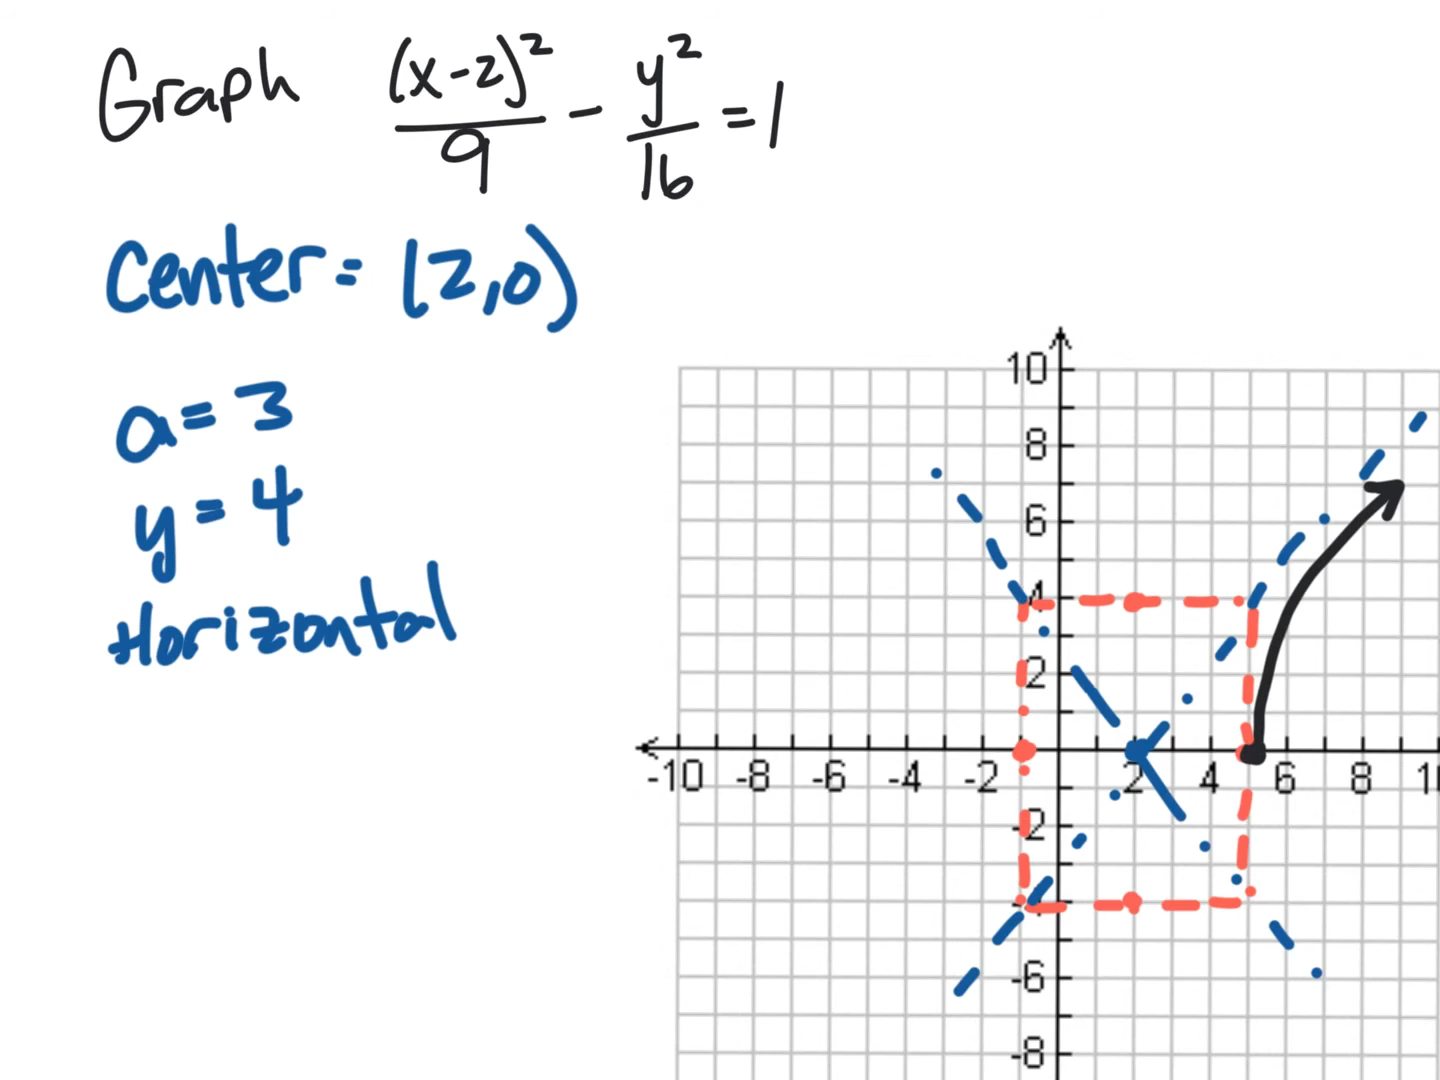 Graph (x-2)²/9 - y²/16 = 1
Center = (2,0)
a = 3
y = 4
Horizontal
10
8
6
4
2
-10 -8 -6 -4 -2 2 4 6 8 10
-2
-6
-8